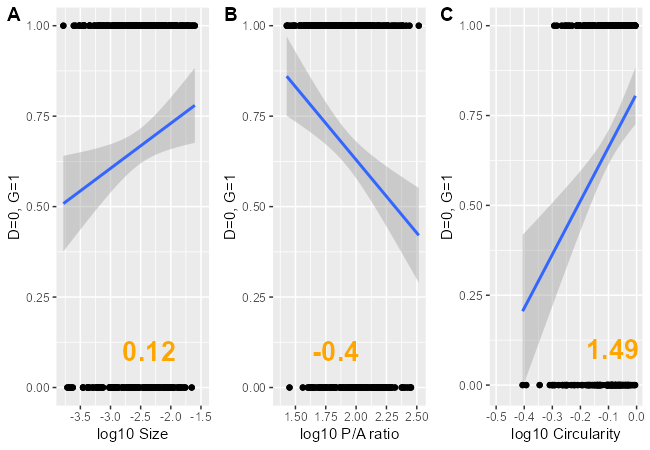 A
D=0, G=1
1.00
0.75
0.50
0.25
0.00
0.12
-3.5 -3.0 -2.5 -2.0 -1.5
log10 Size
B
D=0, G=1
1.00
0.75
0.50
0.25
0.00
-0.4
1.50 1.75 2.00 2.25 2.50
log10 P/A ratio
C
D=0, G=1
1.00
0.75
0.50
0.25
0.00
1.49
-0.5 -0.4 -0.3 -0.2 -0.1 0.0
log10 Circularity